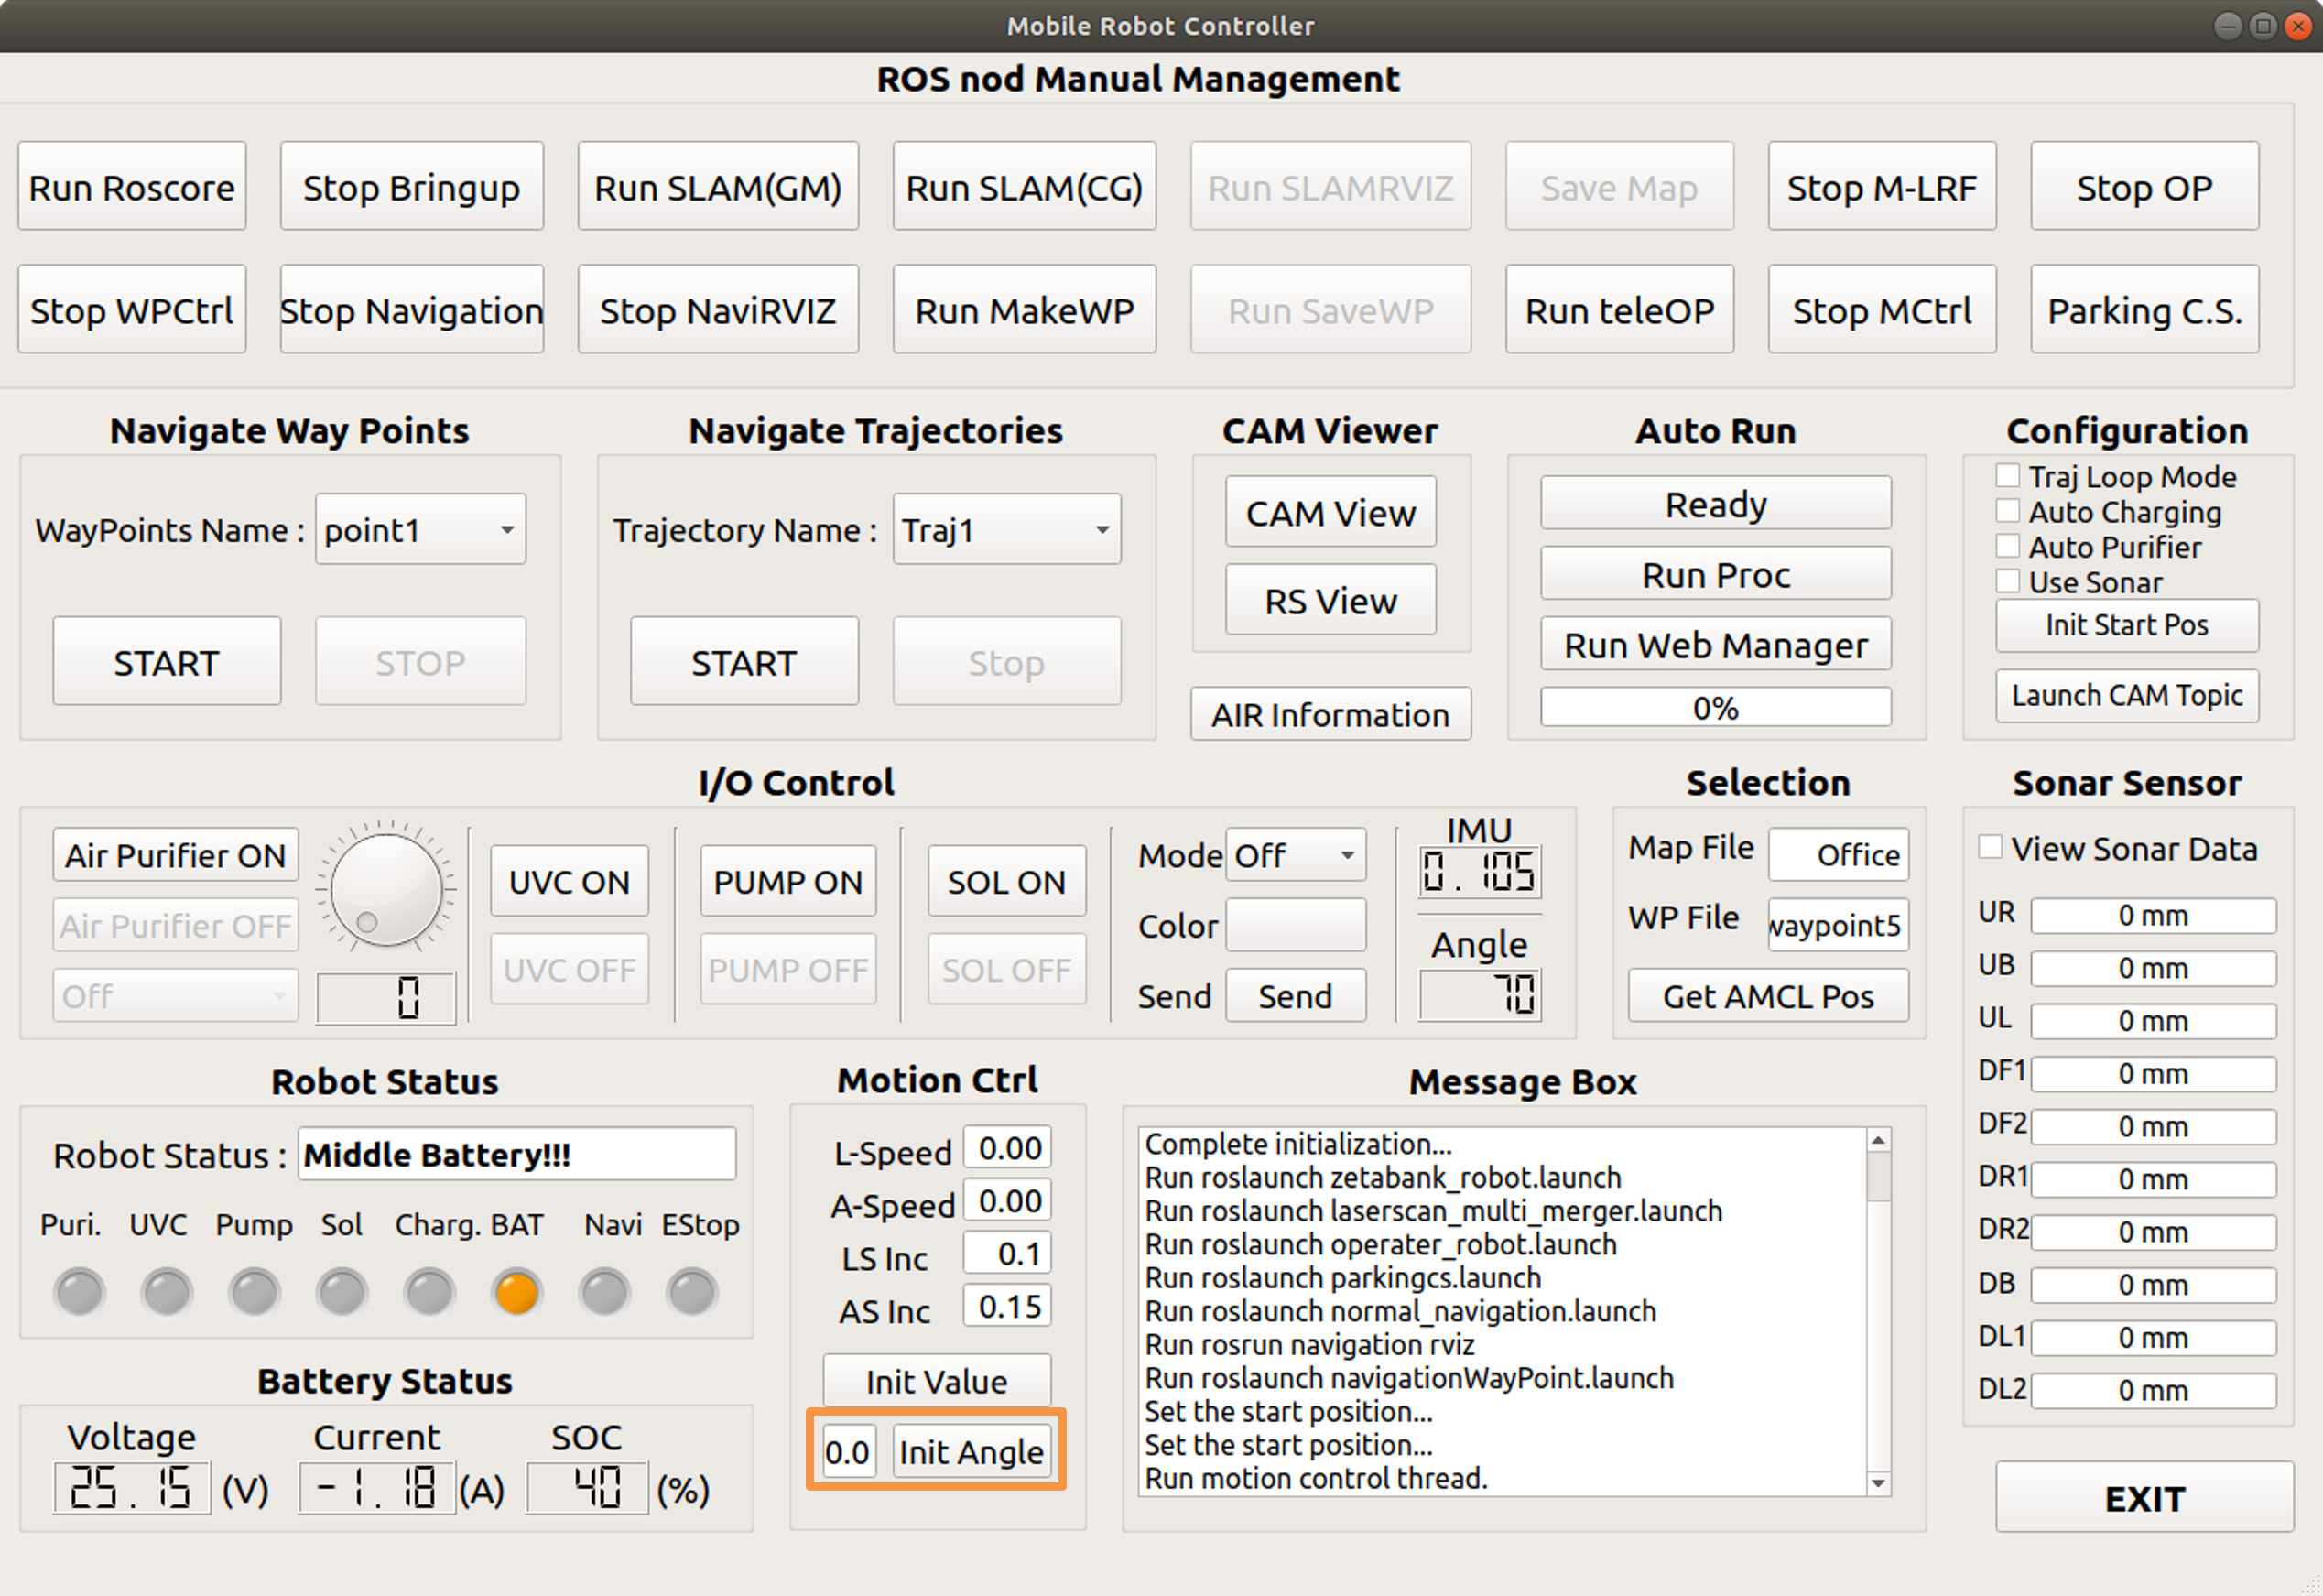 Mobile Robot Controller
ROS nod Manual Management
Run Roscore Stop Bringup Run SLAM(GM) Run SLAM(CG) Run SLAMRVIZ Save Map Stop M-LRF Stop OP
Stop WPCtrl Stop Navigation Stop NaviRVIZ Run MakeWP Run SaveWP Run teleOP Stop MCtrl Parking C.S.
Navigate Way Points
WayPoints Name : point1
START STOP
Navigate Trajectories
Trajectory Name : Traj1
START Stop
CAM Viewer
CAM View
RS View
AIR Information
Auto Run
Ready
Run Proc
Run Web Manager
0%
Configuration
Traj Loop Mode
Auto Charging
Auto Purifier
Use Sonar
Init Start Pos
Launch CAM Topic
I/O Control
Air Purifier ON
Air Purifier OFF
Off
0
UVC ON
UVC OFF
PUMP ON
PUMP OFF
SOL ON
SOL OFF
Mode Off
Color
Send Send
IMU
0.105
Angle
70
Selection
Map File Office
WP File waypoint5
Get AMCL Pos
Sonar Sensor
View Sonar Data
UR 0 mm
UB 0 mm
UL 0 mm
DF1 0 mm
DF2 0 mm
DR1 0 mm
DR2 0 mm
DB 0 mm
DL1 0 mm
DL2 0 mm
Robot Status
Robot Status : Middle Battery!!!
Puri. UVC Pump Sol Charg. BAT Navi EStop
Battery Status
Voltage Current SOC
25.15 (V) -1.18 (A) 40 (%)
Motion Ctrl
L-Speed 0.00
A-Speed 0.00
LS Inc 0.1
AS Inc 0.15
Init Value
0.0 Init Angle
Message Box
Complete initialization...
Run roslaunch zetabank_robot.launch
Run roslaunch laserscan_multi_merger.launch
Run roslaunch operater_robot.launch
Run roslaunch parkingcs.launch
Run roslaunch normal_navigation.launch
Run rosrun navigation rviz
Run roslaunch navigationWayPoint.launch
Set the start position...
Set the start position...
Run motion control thread.
EXIT